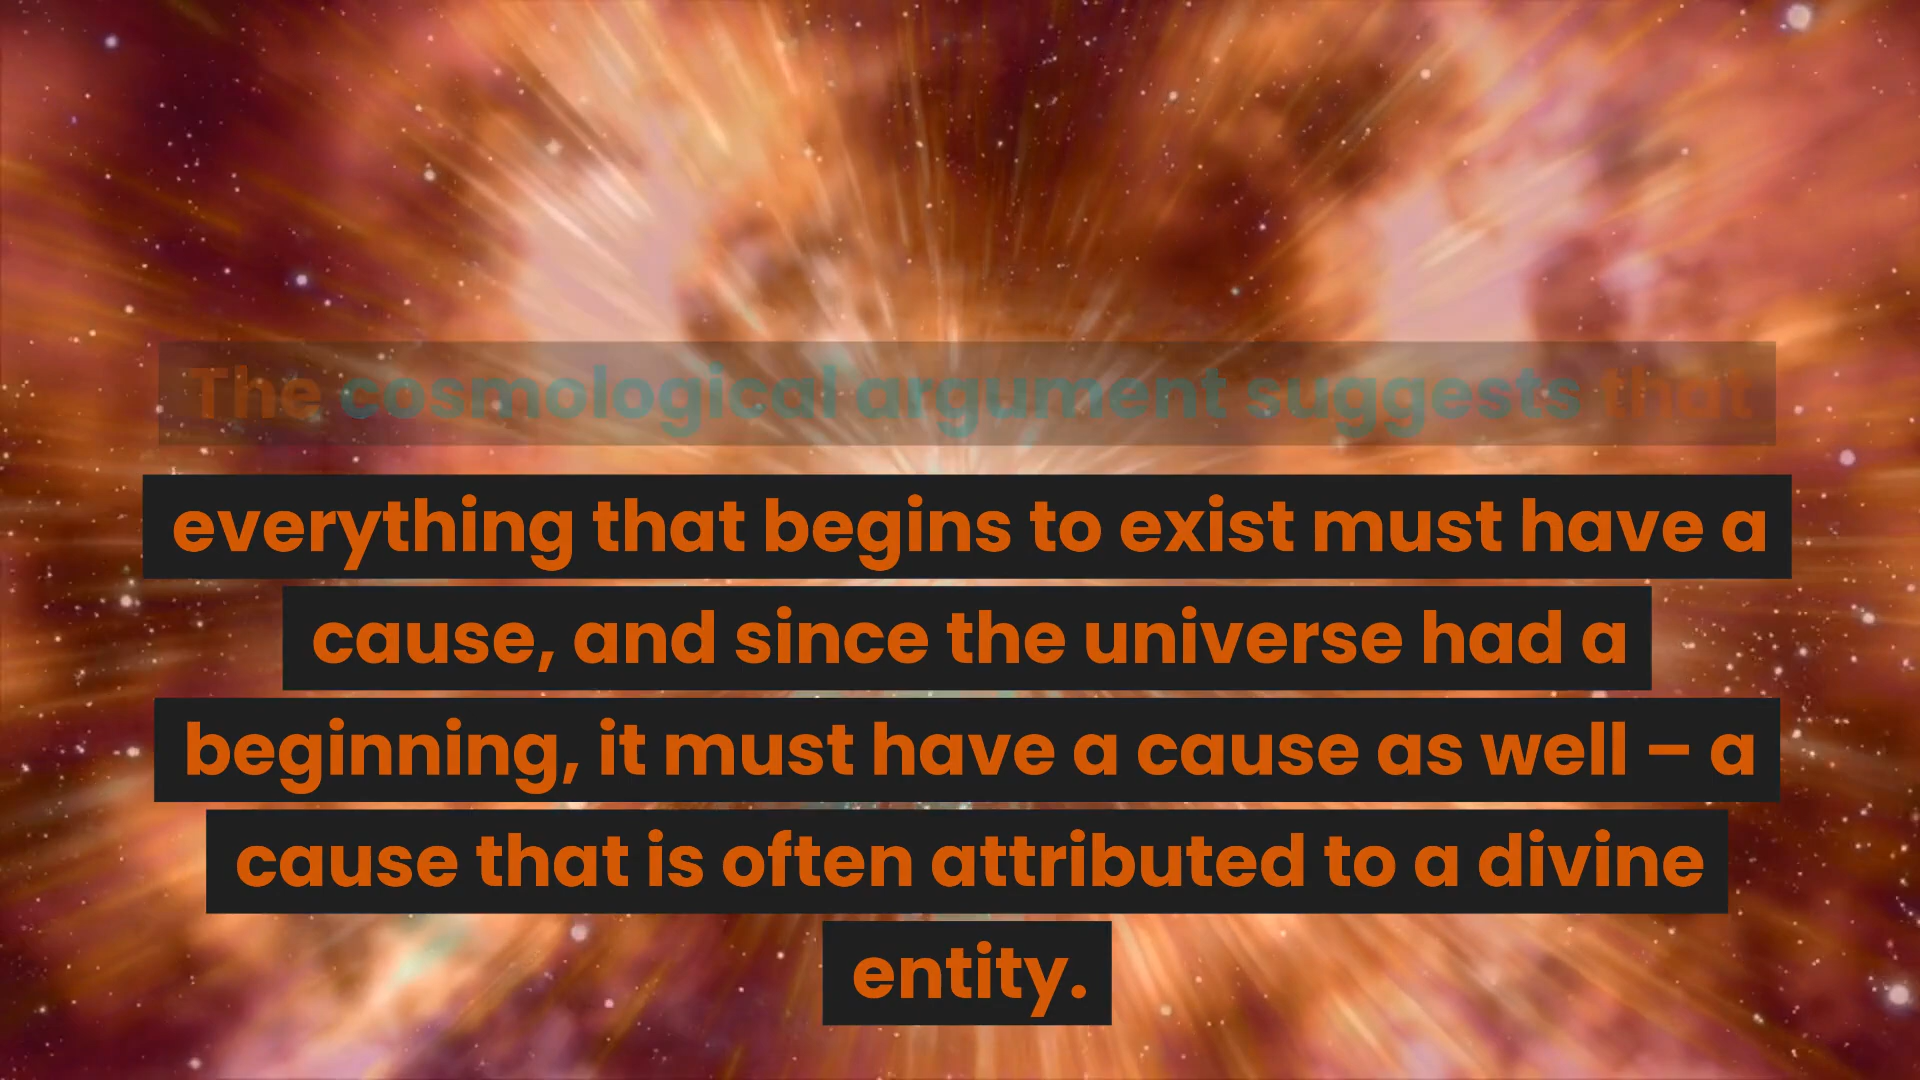 The cosmological argument suggests that
everything that begins to exist must have a
cause, and since the universe had a
beginning, it must have a cause as well – a
cause that is often attributed to a divine
entity.